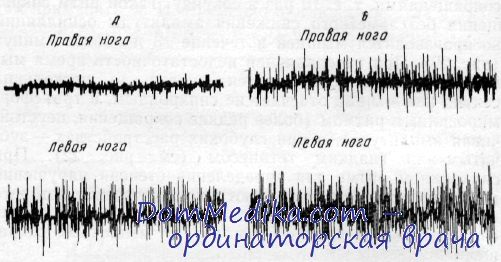 А Б
Правая нога Правая нога
Левая нога Левая нога
DomMedika.com –
ординаторская врача